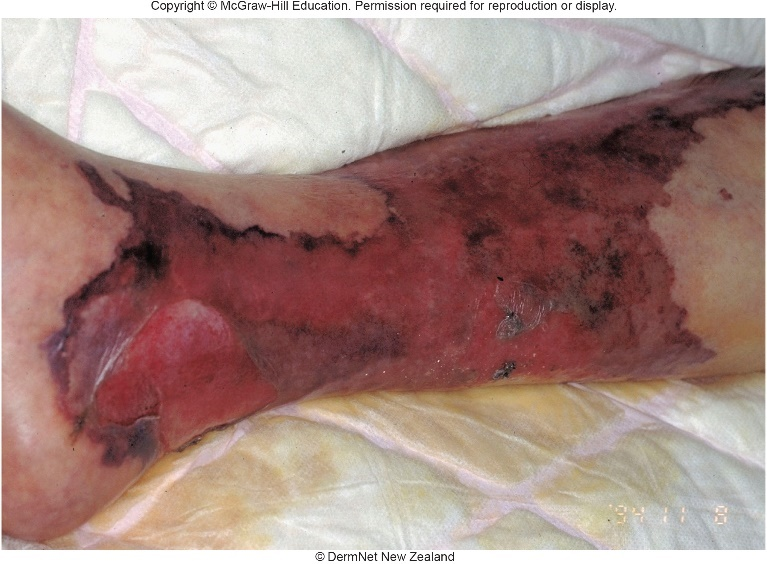 Copyright © McGraw-Hill Education. Permission required for reproduction or display.
'94 11 8
© DermNet New Zealand